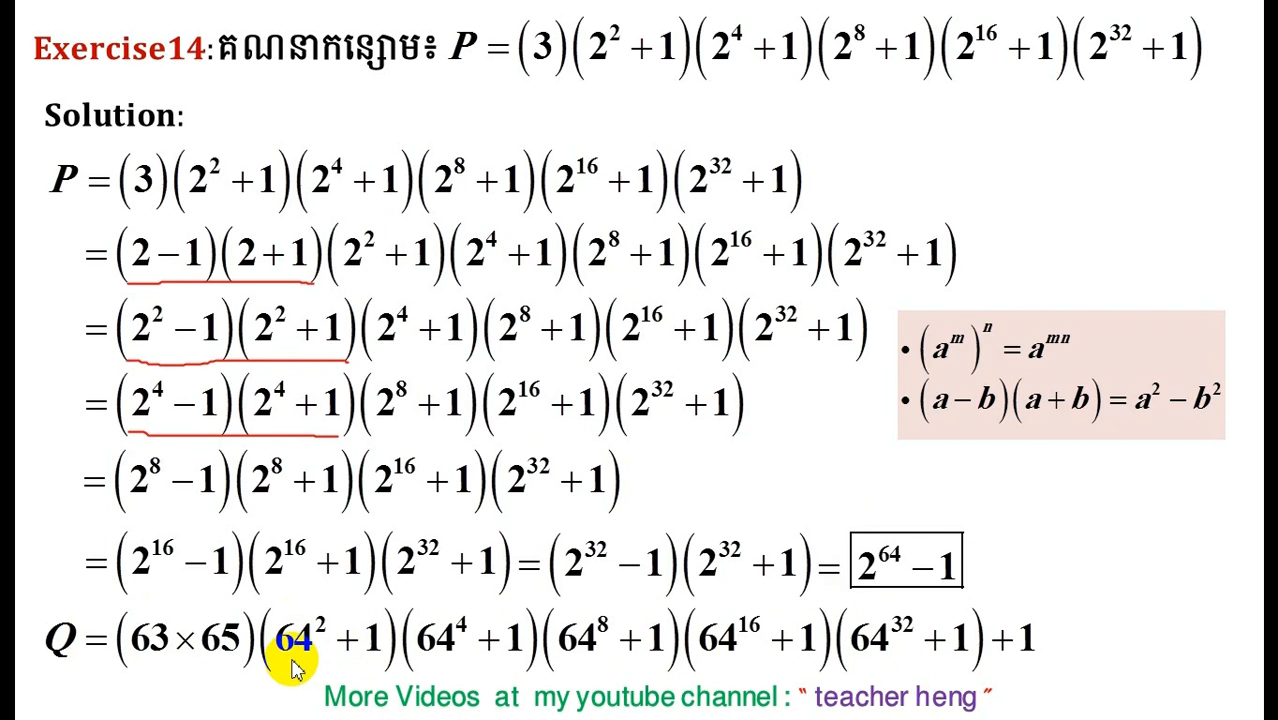 Exercise14:គណនាកន្សោម៖ P = (3)(2² + 1)(2⁴ + 1)(2⁸ + 1)(2¹⁶ + 1)(2³² + 1)
Solution:
P = (3)(2² + 1)(2⁴ + 1)(2⁸ + 1)(2¹⁶ + 1)(2³² + 1)
= (2 − 1)(2 + 1)(2² + 1)(2⁴ + 1)(2⁸ + 1)(2¹⁶ + 1)(2³² + 1)
= (2² − 1)(2² + 1)(2⁴ + 1)(2⁸ + 1)(2¹⁶ + 1)(2³² + 1)
• (aᵐ)ⁿ = aᵐⁿ
= (2⁴ − 1)(2⁴ + 1)(2⁸ + 1)(2¹⁶ + 1)(2³² + 1)
• (a − b)(a + b) = a² − b²
= (2⁸ − 1)(2⁸ + 1)(2¹⁶ + 1)(2³² + 1)
= (2¹⁶ − 1)(2¹⁶ + 1)(2³² + 1) = (2³² − 1)(2³² + 1) = 2⁶⁴ − 1
Q = (63 × 65)(64² + 1)(64⁴ + 1)(64⁸ + 1)(64¹⁶ + 1)(64³² + 1) + 1
More Videos at my youtube channel : “ teacher heng ”